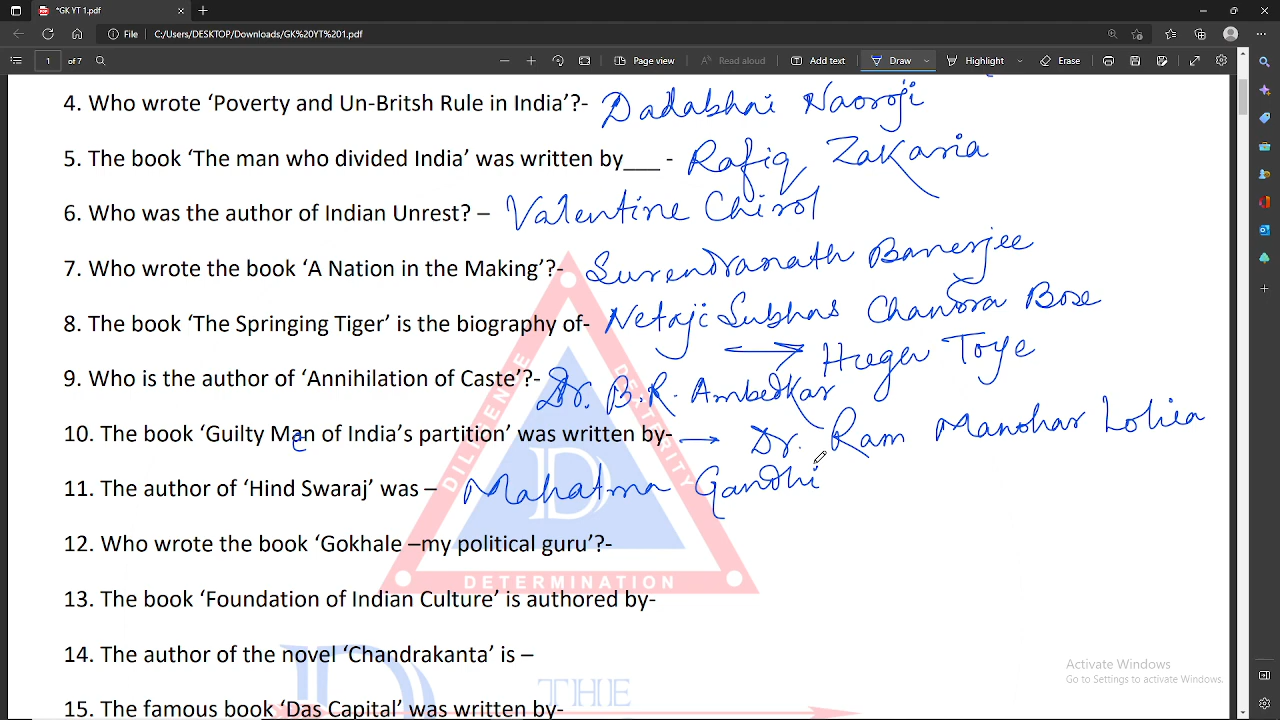 *GK YT 1.pdf
File C:/Users/DESKTOP/Downloads/GK%20YT%201.pdf
1 of 7 Page view Read aloud Add text Draw Highlight Erase
4. Who wrote ‘Poverty and Un-Britsh Rule in India’?- Dadabhai Naoroji
5. The book ‘The man who divided India’ was written by___ - Rafiq Zakaria
6. Who was the author of Indian Unrest? – Valentine Chirol
7. Who wrote the book ‘A Nation in the Making’?- Surendranath Banerjee
8. The book ‘The Springing Tiger’ is the biography of- Netaji Subhas Chandra Bose
Huger Toye
9. Who is the author of ‘Annihilation of Caste’?- Dr. B.R. Ambedkar
10. The book ‘Guilty Men of India’s partition’ was written by- → Dr. Ram Manohar Lohia
11. The author of ‘Hind Swaraj’ was – Mahatma Gandhi
12. Who wrote the book ‘Gokhale –my political guru’?-
13. The book ‘Foundation of Indian Culture’ is authored by-
14. The author of the novel ‘Chandrakanta’ is –
15. The famous book ‘Das Capital’ was written by-
DILIGENCE
DEXTERITY
D
DETERMINATION
THE
Activate Windows
Go to Settings to activate Windows.